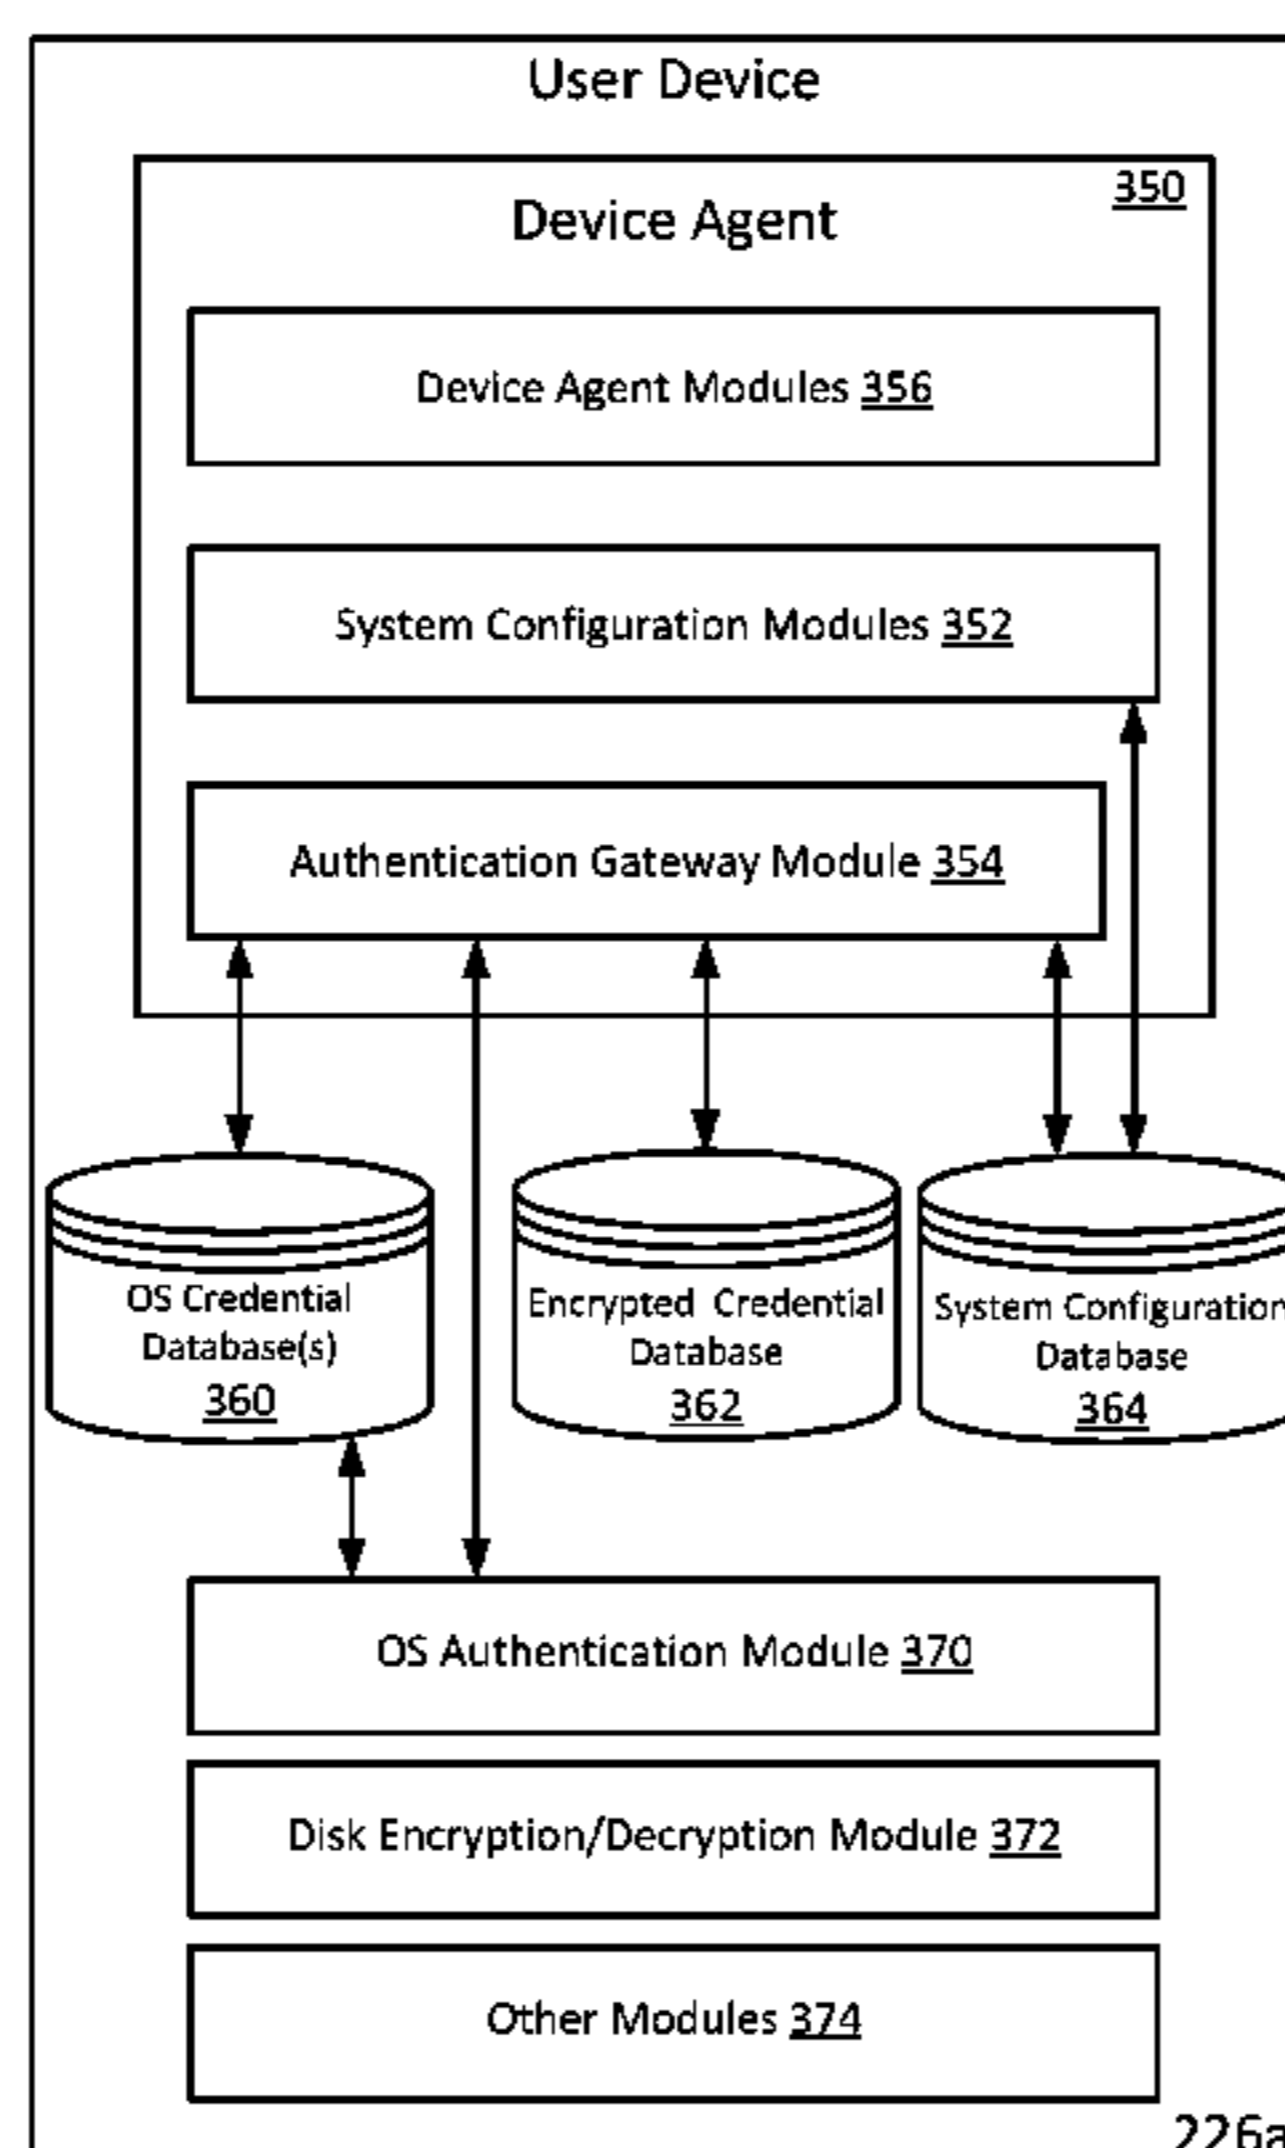 User Device
350
Device Agent
Device Agent Modules 356
System Configuration Modules 352
Authentication Gateway Module 354
OS Credential
Database(s)
360
Encrypted Credential
Database
362
System Configuration
Database
364
OS Authentication Module 370
Disk Encryption/Decryption Module 372
Other Modules 374
226a